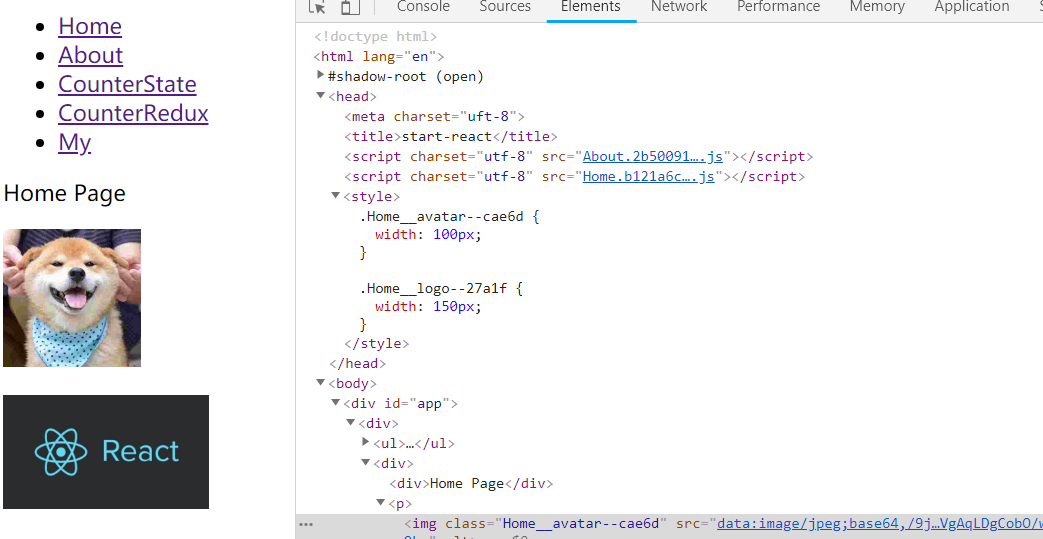 Home
About
CounterState
CounterRedux
My
Home Page
React
Console Sources Elements Network Performance Memory Application
<!doctype html>
<html lang="en">
#shadow-root (open)
<head>
<meta charset="uft-8">
<title>start-react</title>
<script charset="utf-8" src="About.2b50091….js"></script>
<script charset="utf-8" src="Home.b121a6c….js"></script>
<style>
.Home__avatar--cae6d {
width: 100px;
}
.Home__logo--27a1f {
width: 150px;
}
</style>
</head>
<body>
<div id="app">
<div>
<ul>…</ul>
<div>
<div>Home Page</div>
<p>
<img class="Home__avatar--cae6d" src="data:image/jpeg;base64,/9j…VgAqLDgCobO/